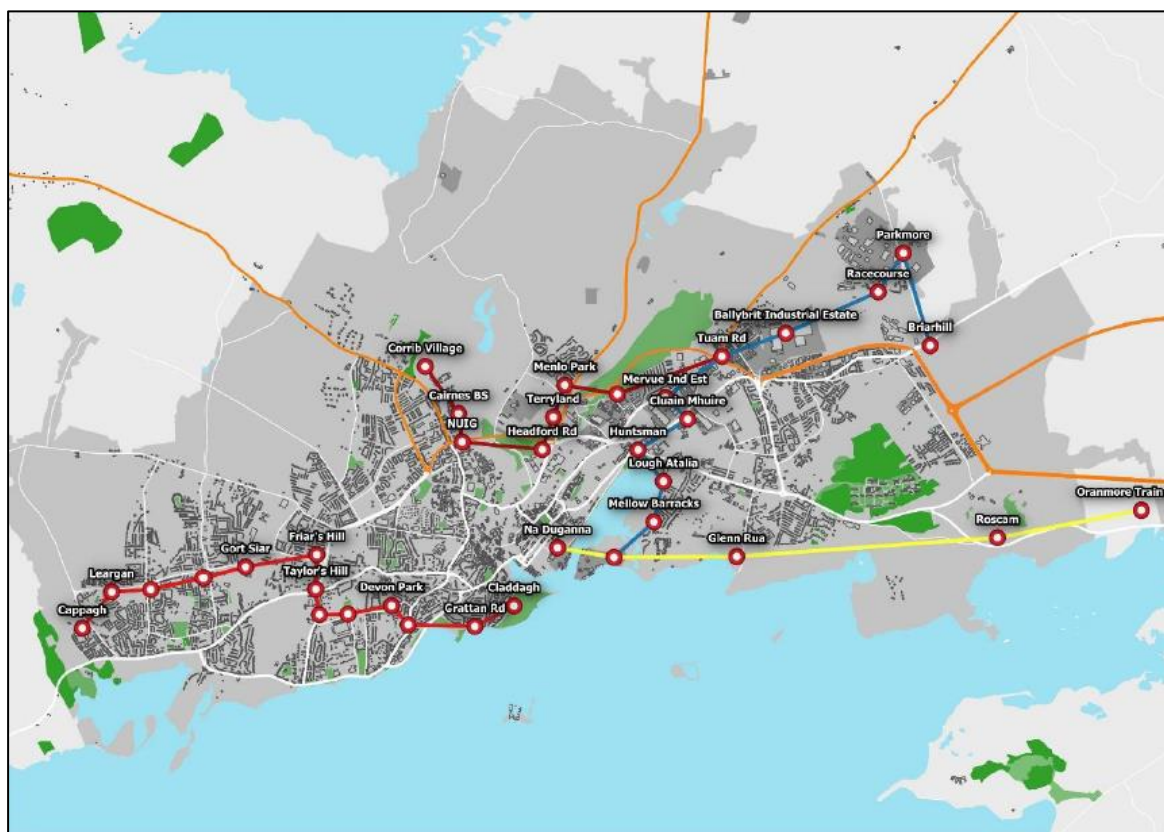 Parkmore
Racecourse
Ballybrit Industrial Estate
Tuam Rd
Briarhill
Corrib Village
Menlo Park
Mervue Ind Est
Cairnes BS
Terryland
Cluain Mhuire
NUIG
Headford Rd
Huntsman
Lough Atalia
Oranmore Train
Mellow Barracks
Roscam
Na Duganna
Friar's Hill
Glenn Rua
Gort Siar
Taylor's Hill
Leargan
Devon Park
Claddagh
Cappagh
Grattan Rd